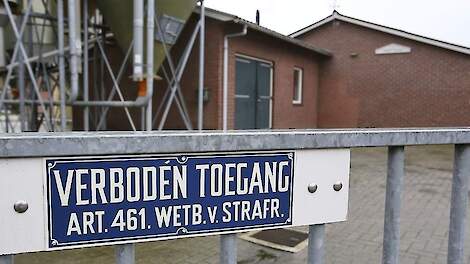 VERBODEN TOEGANG
ART. 461. WETB. v. STRAFR.